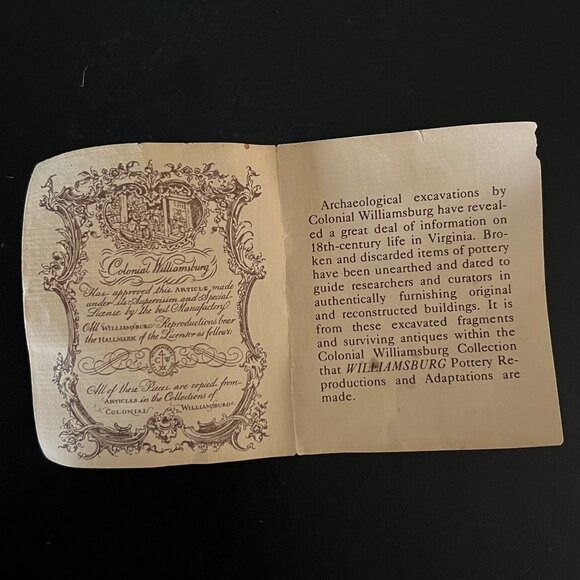 Colonial Williamsburg
Has approved this ARTICLE made
under its Supervision and Special
License by the best Manufactory.
All WILLIAMSBURG Reproductions bear
the HALLMARK of the Licensor as follows:
CW
All of these Pieces are copied from
ARTICLES in the Collections of
COLONIAL WILLIAMSBURG
Archaeological excavations by
Colonial Williamsburg have reveal-
ed a great deal of information on
18th-century life in Virginia. Bro-
ken and discarded items of pottery
have been unearthed and dated to
guide researchers and curators in
authentically furnishing original
and reconstructed buildings. It is
from these excavated fragments
and surviving antiques within the
Colonial Williamsburg Collection
that WILLIAMSBURG Pottery Re-
productions and Adaptations are
made.